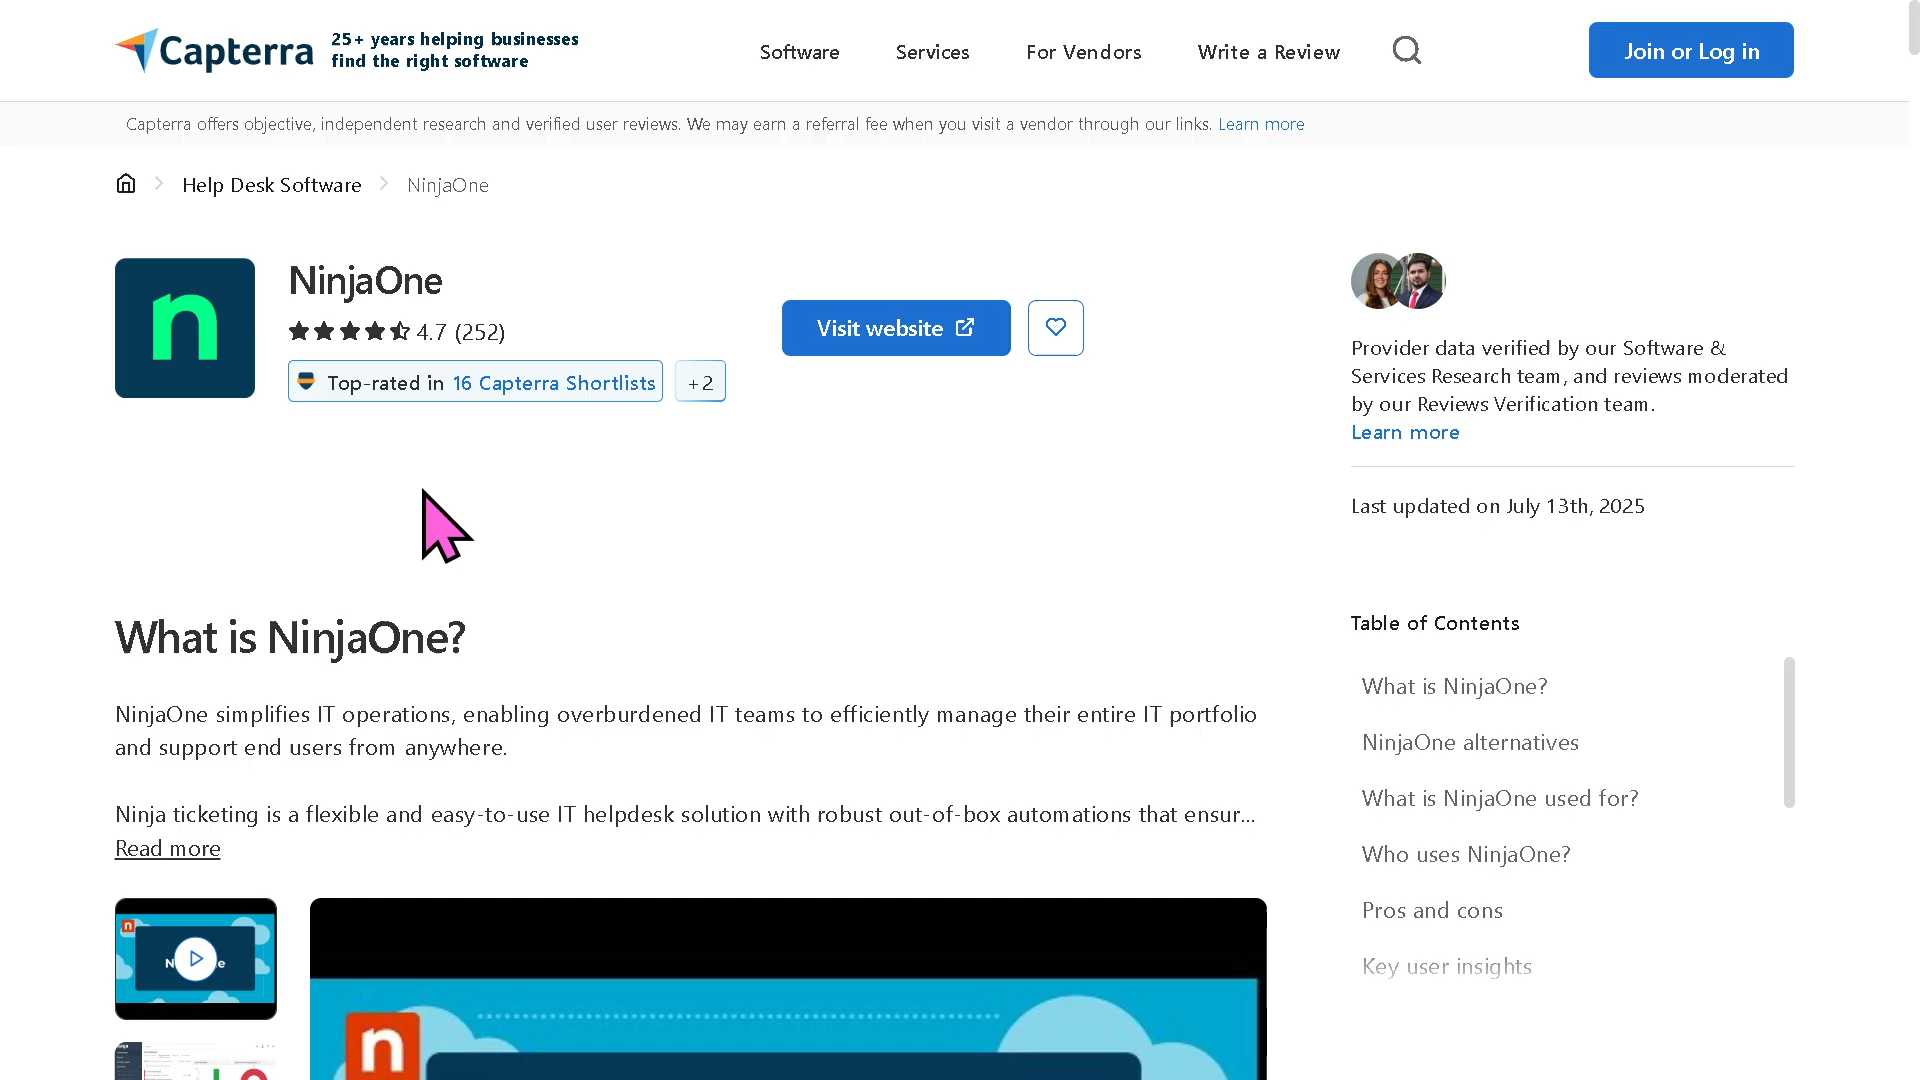 Capterra
25+ years helping businesses
find the right software
Software
Services
For Vendors
Write a Review
Join or Log in
Capterra offers objective, independent research and verified user reviews. We may earn a referral fee when you visit a vendor through our links. Learn more
Help Desk Software
NinjaOne
NinjaOne
4.7 (252)
Top-rated in 16 Capterra Shortlists
+2
Visit website
Provider data verified by our Software &
Services Research team, and reviews moderated
by our Reviews Verification team.
Learn more
Last updated on July 13th, 2025
What is NinjaOne?
NinjaOne simplifies IT operations, enabling overburdened IT teams to efficiently manage their entire IT portfolio
and support end users from anywhere.
Ninja ticketing is a flexible and easy-to-use IT helpdesk solution with robust out-of-box automations that ensur...
Read more
Table of Contents
What is NinjaOne?
NinjaOne alternatives
What is NinjaOne used for?
Who uses NinjaOne?
Pros and cons
Key user insights